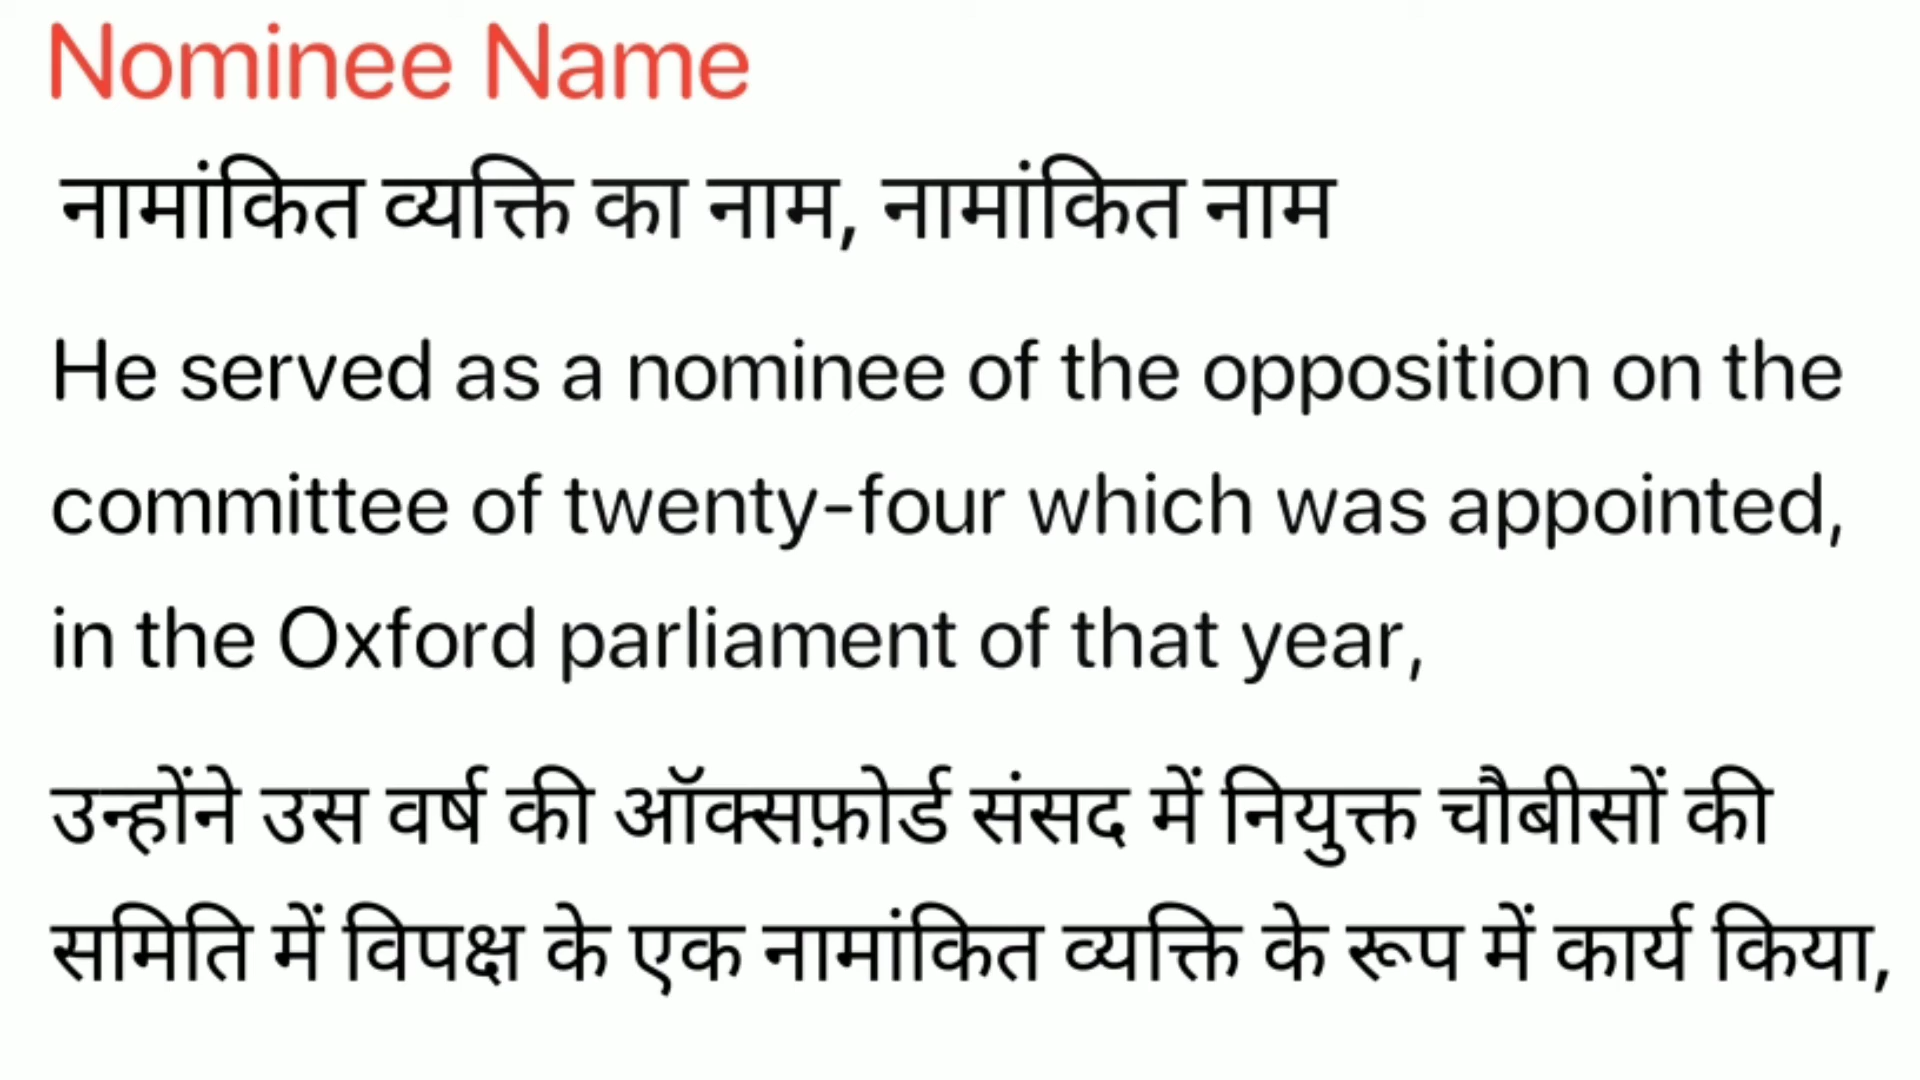 Nominee Name
नामांकित व्यक्ति का नाम, नामांकित नाम
He served as a nominee of the opposition on the
committee of twenty-four which was appointed,
in the Oxford parliament of that year,
उन्होंने उस वर्ष की ऑक्सफ़ोर्ड संसद में नियुक्त चौबीसों की
समिति में विपक्ष के एक नामांकित व्यक्ति के रूप में कार्य किया,